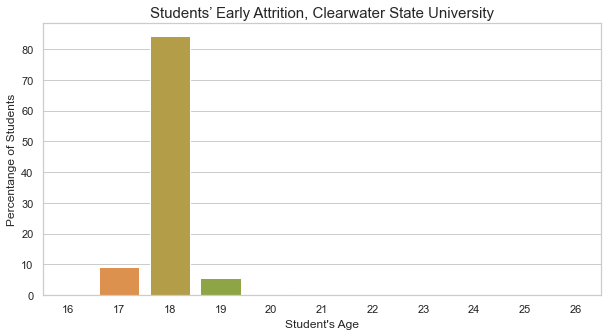 Students’ Early Attrition, Clearwater State University
Percentange of Students
80
70
60
50
40
30
20
10
0
16 17 18 19 20 21 22 23 24 25 26
Student's Age